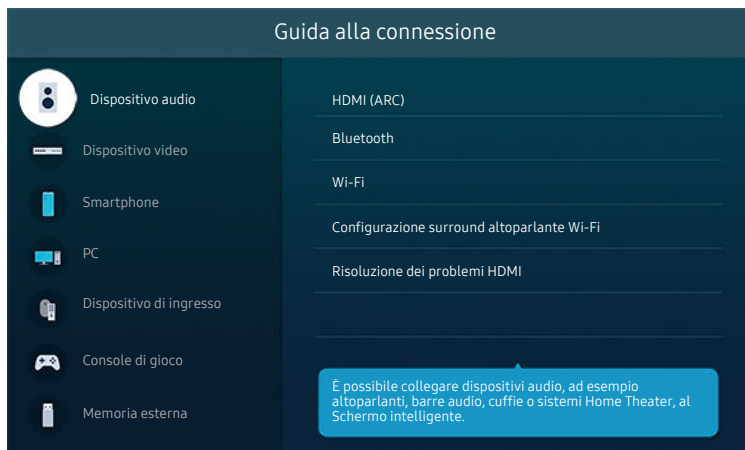 Guida alla connessione
Dispositivo audio
Dispositivo video
Smartphone
PC
Dispositivo di ingresso
Console di gioco
Memoria esterna
HDMI (ARC)
Bluetooth
Wi-Fi
Configurazione surround altoparlante Wi-Fi
Risoluzione dei problemi HDMI
È possibile collegare dispositivi audio, ad esempio
altoparlanti, barre audio, cuffie o sistemi Home Theater, al
Schermo intelligente.